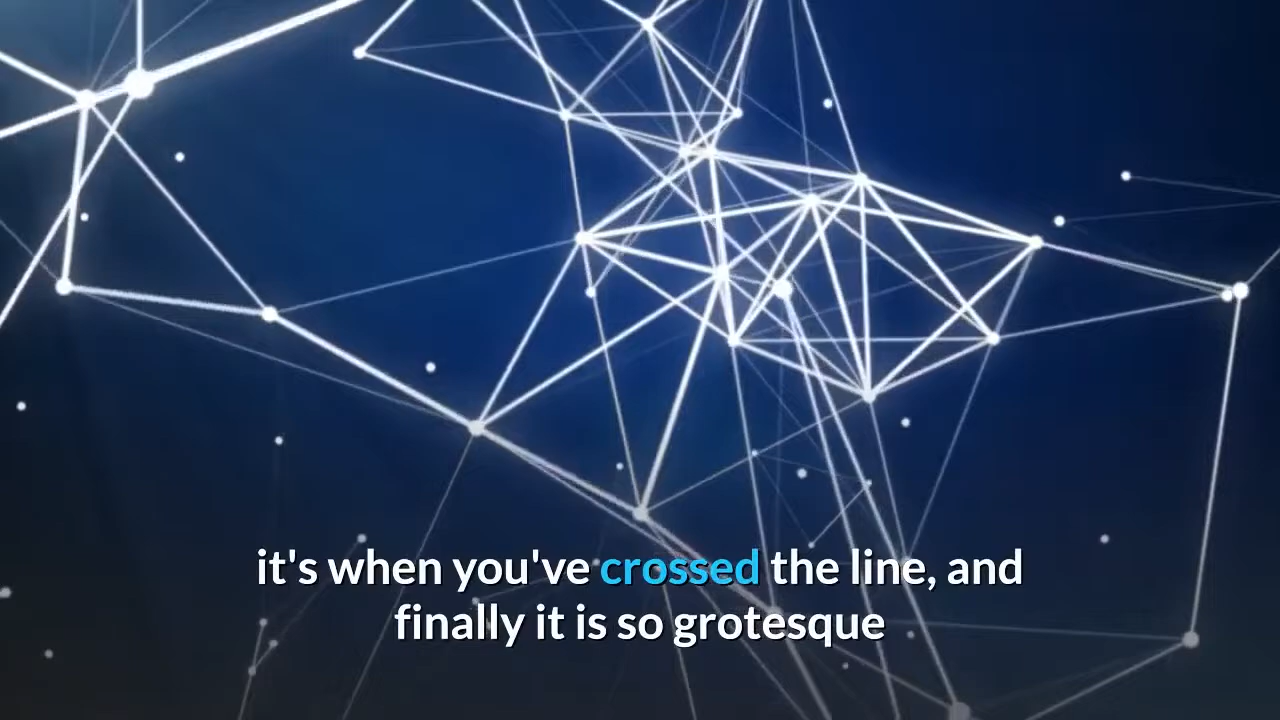 it's when you've crossed the line, and
finally it is so grotesque